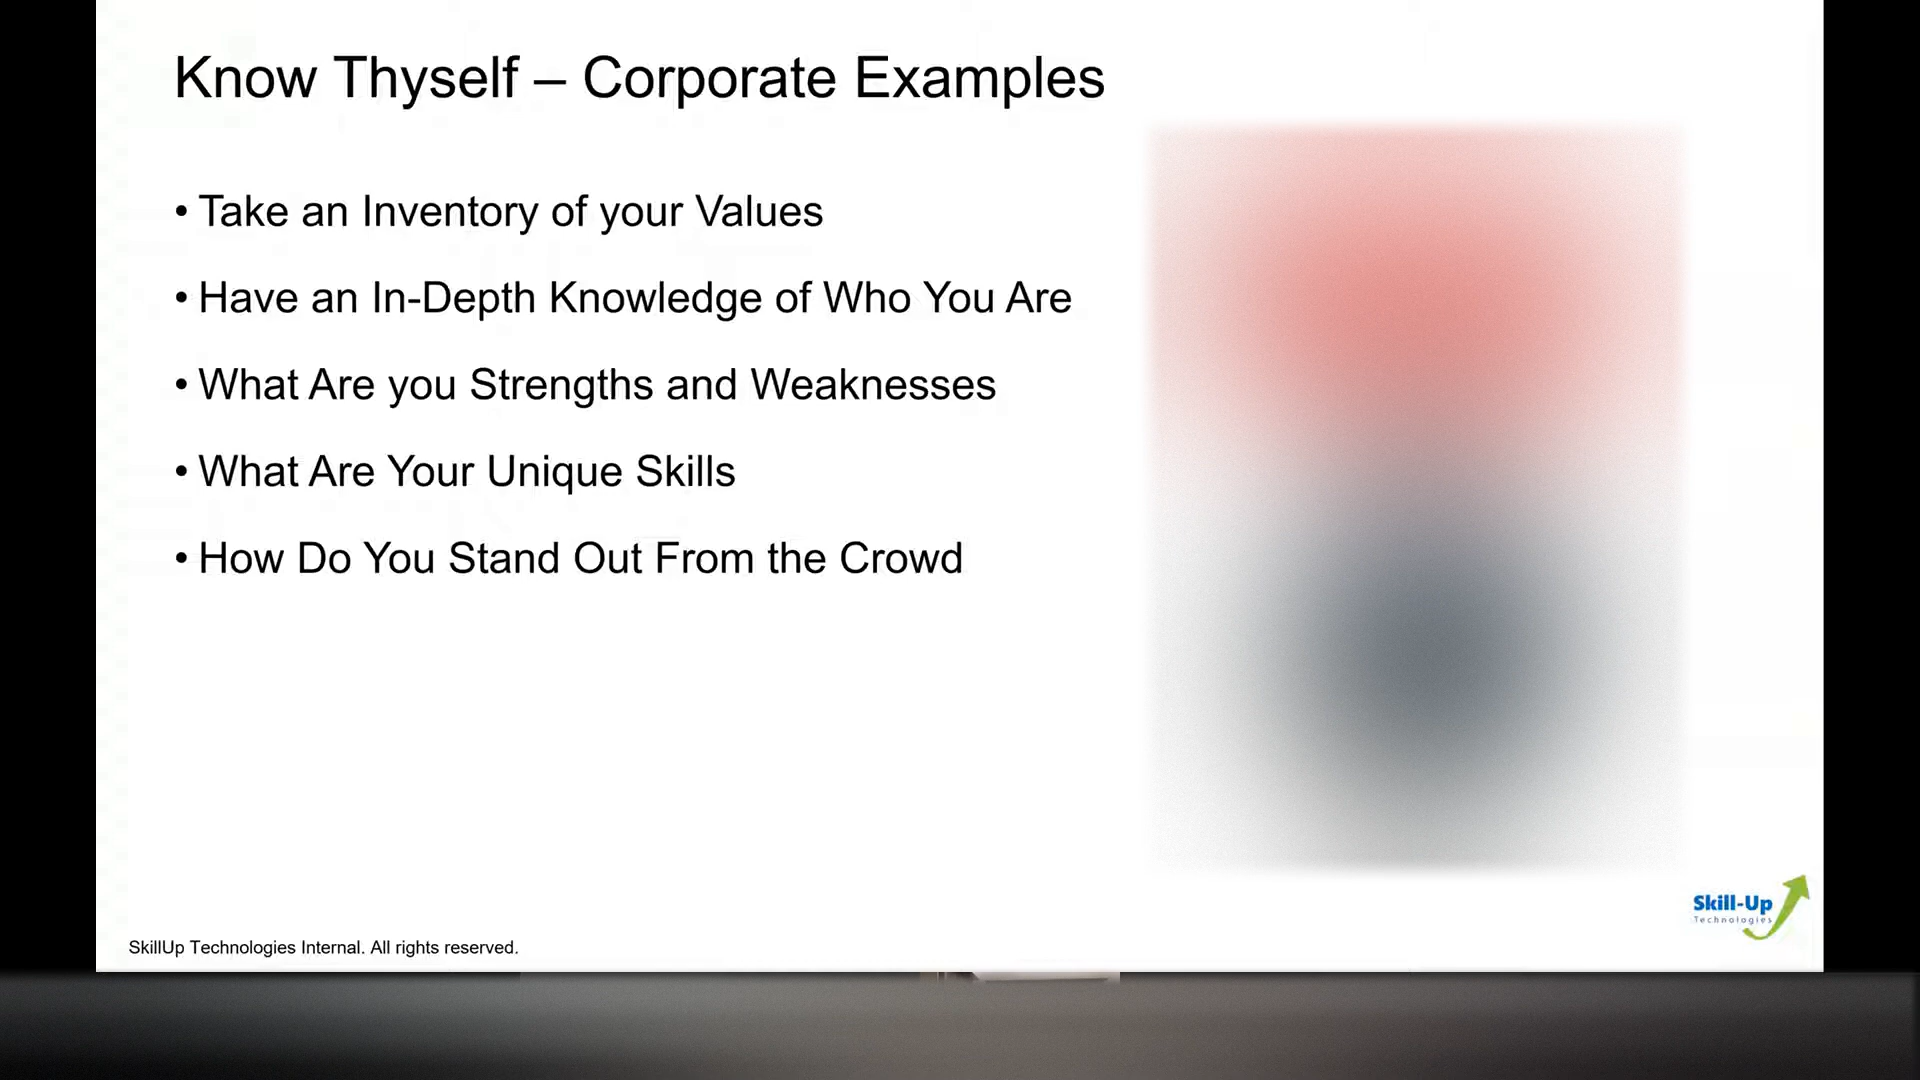 Know Thyself – Corporate Examples
• Take an Inventory of your Values
• Have an In-Depth Knowledge of Who You Are
• What Are you Strengths and Weaknesses
• What Are Your Unique Skills
• How Do You Stand Out From the Crowd
Skill-Up
Technologies
SkillUp Technologies Internal. All rights reserved.